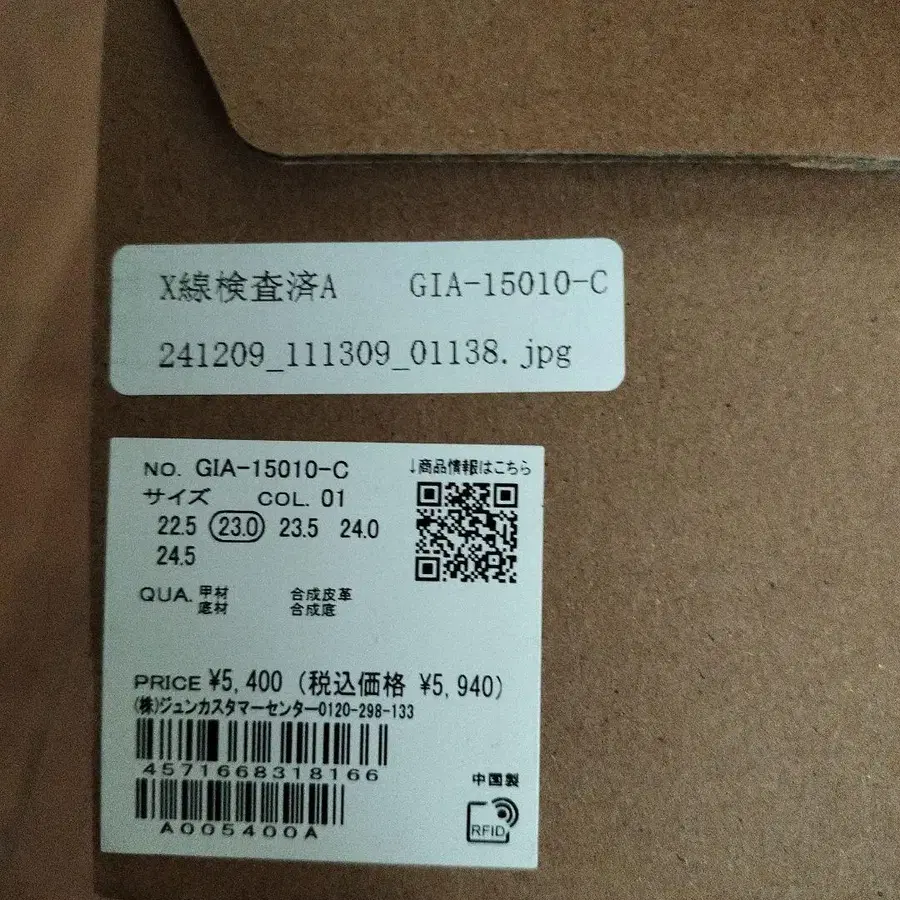 X線検査済A GIA-15010-C
241209_111309_01138.jpg
NO. GIA-15010-C
↓商品情報はこちら
サイズ COL. 01
22.5 23.0 23.5 24.0
24.5
QUA. 甲材 合成皮革
底材 合成底
PRICE ¥5,400 (税込価格 ¥5,940)
(株)ジュンカスタマーセンター0120-298-133
4571668318166
A005400A
中国製
RFID